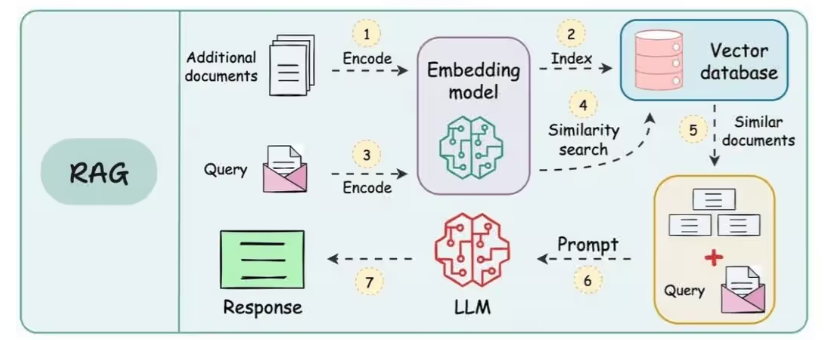 RAG
Additional
documents
1
Encode
Embedding
model
2
Index
Vector
database
Query
3
Encode
4
Similarity
search
5
Similar
documents
Query
Prompt
6
LLM
7
Response